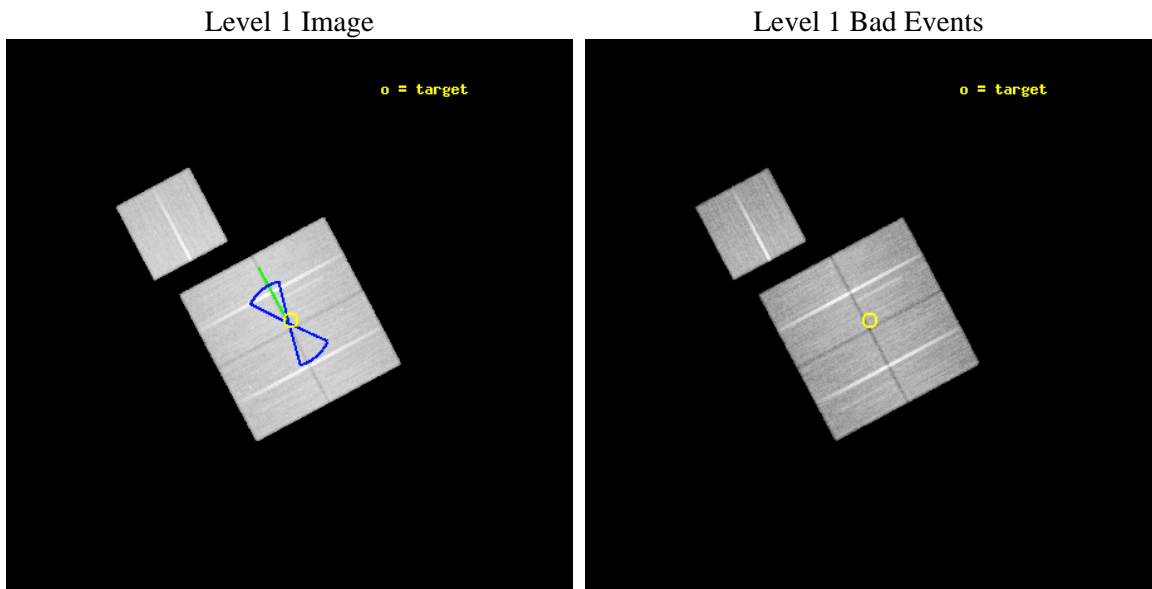 Level 1 Image
Level 1 Bad Events
o = target
o = target